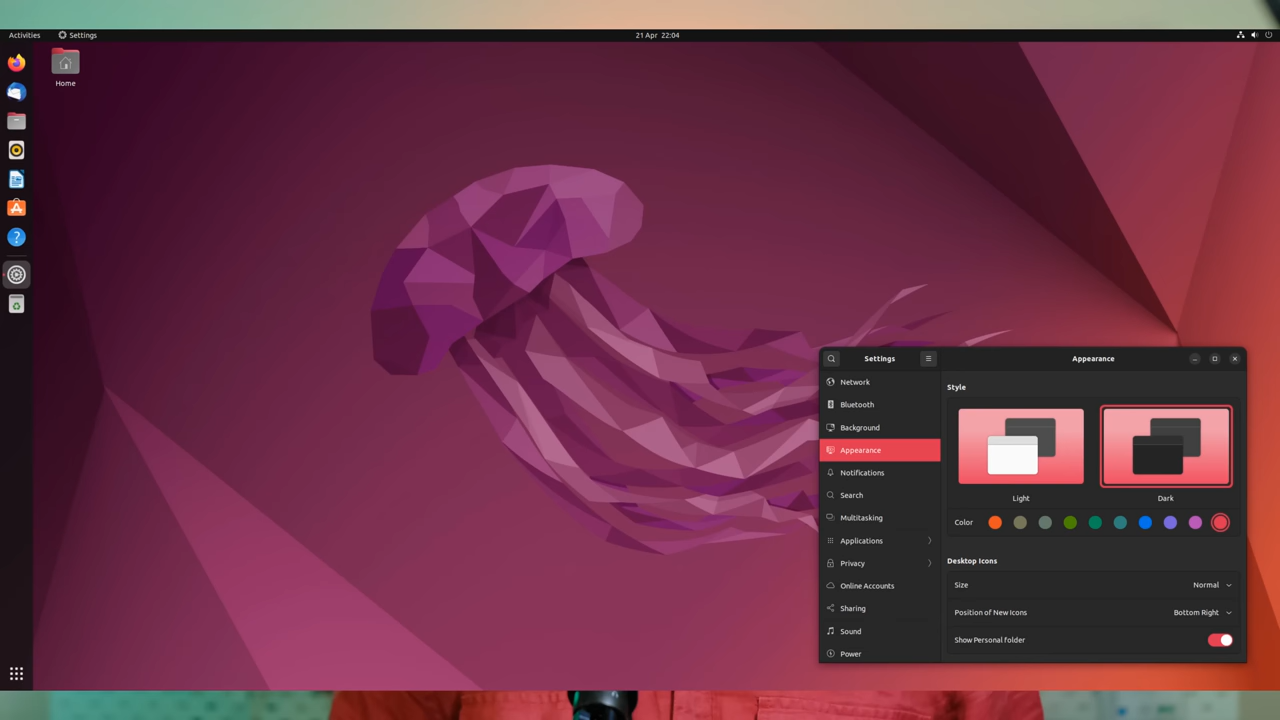 Activities
Settings
21 Apr 22:04
Home
Settings
Appearance
Network
Bluetooth
Background
Appearance
Notifications
Search
Multitasking
Applications
Privacy
Online Accounts
Sharing
Sound
Power
Style
Light
Dark
Color
Desktop Icons
Size
Normal
Position of New Icons
Bottom Right
Show Personal folder